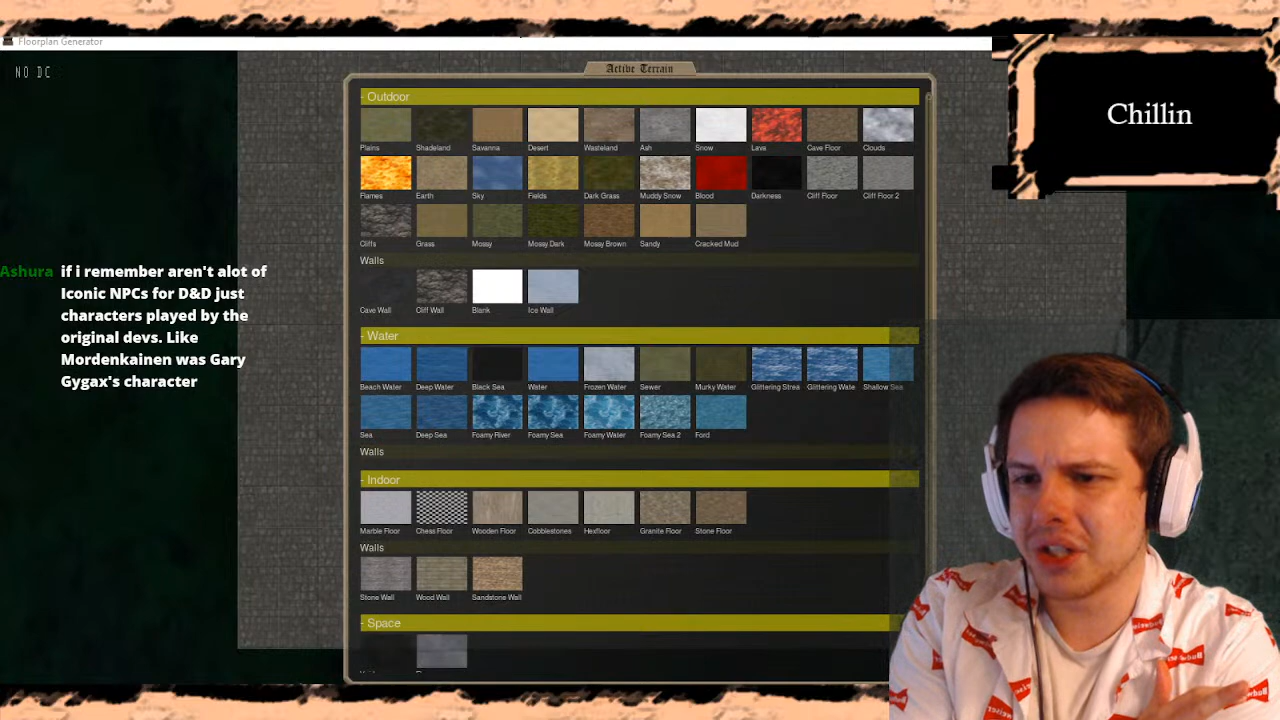 Floorplan Generator
NO DC
Active Terrain
Chillin
- Outdoor
Plains Shadeland Savanna Desert Wasteland Ash Snow Lava Cave Floor Clouds
Flames Earth Sky Fields Dark Grass Muddy Snow Blood Darkness Cliff Floor Cliff Floor 2
Cliffs Grass Mossy Mossy Dark Mossy Brown Sandy Cracked Mud
Walls
Cave Wall Cliff Wall Blank Ice Wall
Ashura if i remember aren't alot of
Iconic NPCs for D&D just
characters played by the
original devs. Like
Mordenkainen was Gary
Gygax's character
- Water
Beach Water Deep Water Black Sea Water Frozen Water Sewer Murky Water Glittering Strea Glittering Wate Shallow Sea
Sea Deep Sea Foamy River Foamy Sea Foamy Water Foamy Sea 2 Ford
Walls
- Indoor
Marble Floor Chess Floor Wooden Floor Cobblestones Hexfloor Granite Floor Stone Floor
Walls
Stone Wall Wood Wall Sandstone Wall
- Space